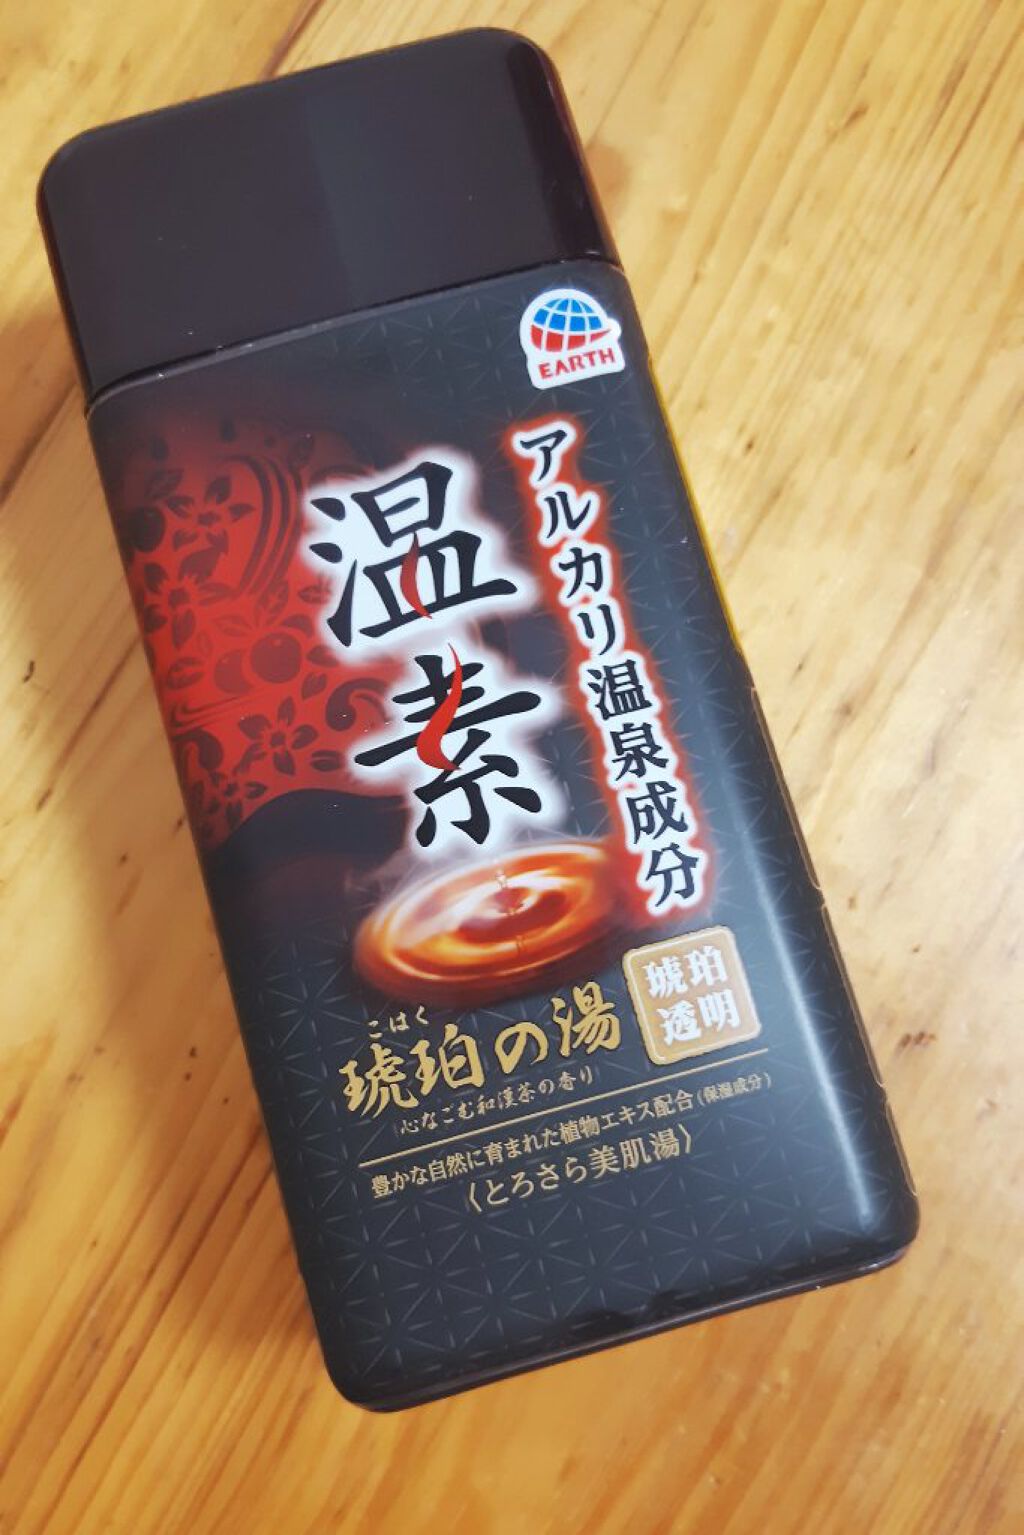 EARTH
アルカリ温泉成分
温素
琥珀透明
こはく
琥珀の湯
心なごむ和漢茶の香り
豊かな自然に育まれた植物エキス配合(保湿成分)
〈とろさら美肌湯〉